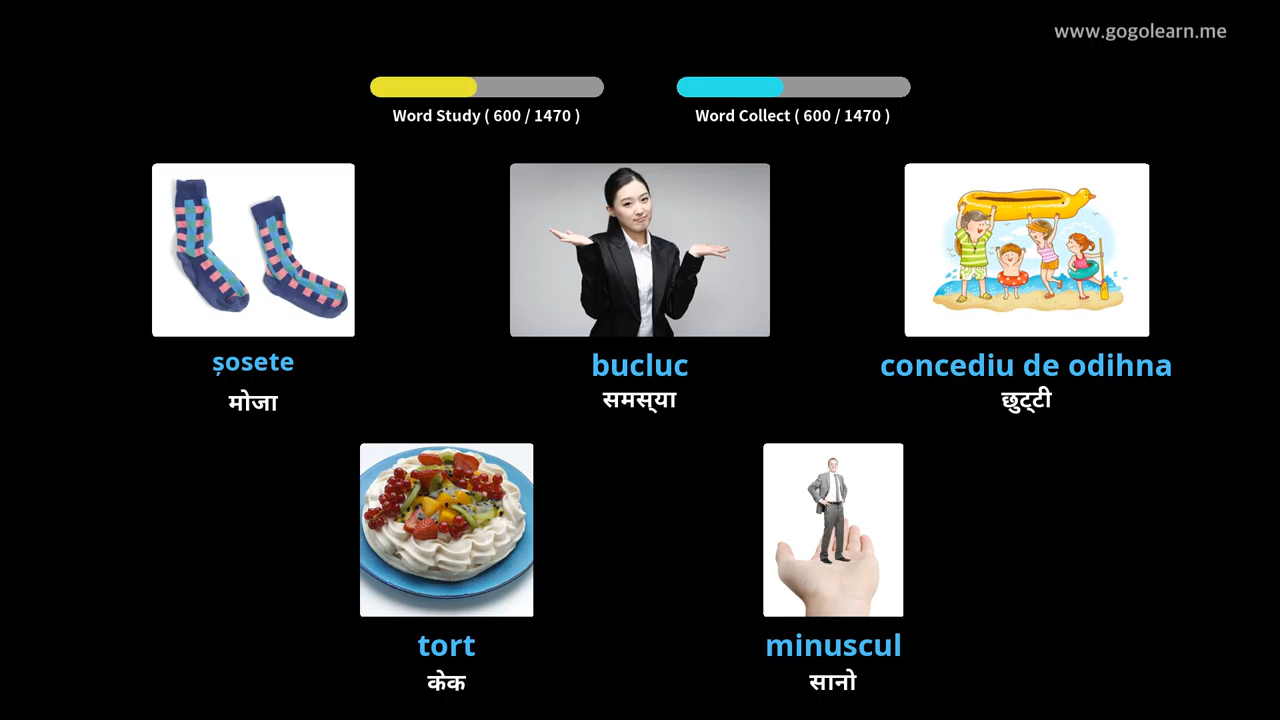 www.gogolearn.me
Word Study ( 600 / 1470 )
Word Collect ( 600 / 1470 )
șosete
मोजा
bucluc
समस्या
concediu de odihna
छुट्टी
tort
केक
minuscul
सानो